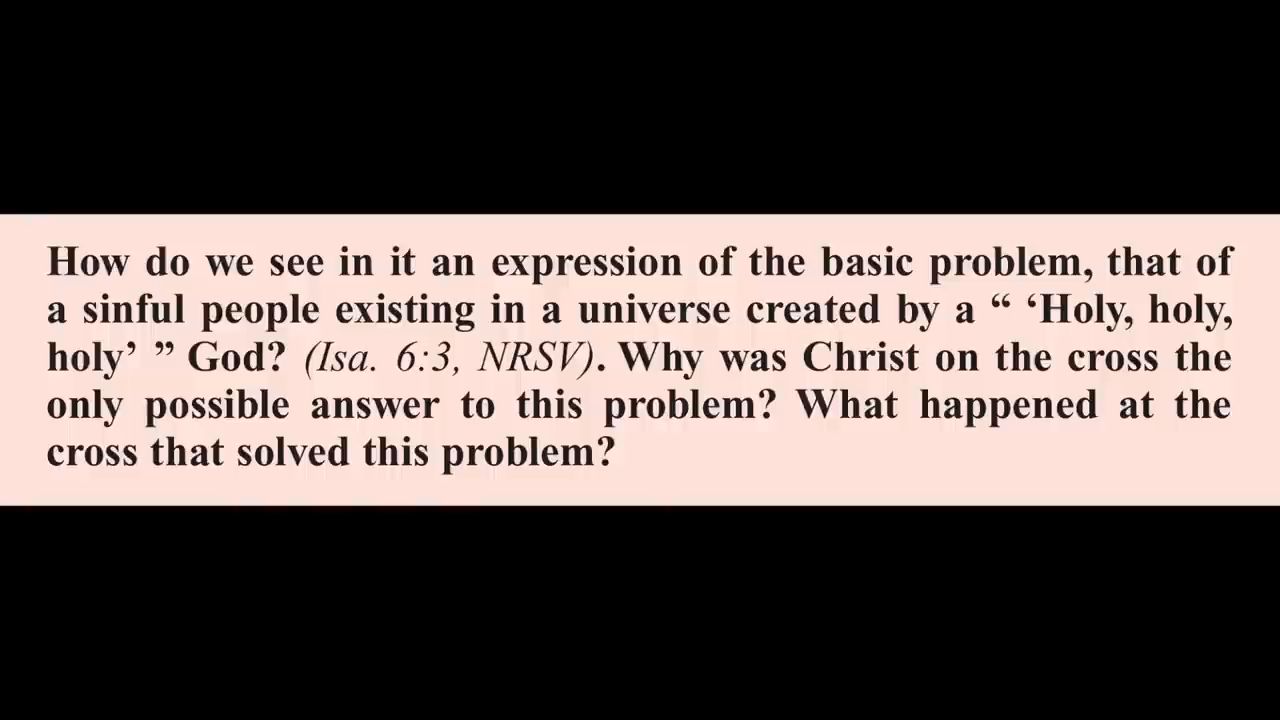 How do we see in it an expression of the basic problem, that of
a sinful people existing in a universe created by a “ ‘Holy, holy,
holy’ ” God? (Isa. 6:3, NRSV). Why was Christ on the cross the
only possible answer to this problem? What happened at the
cross that solved this problem?